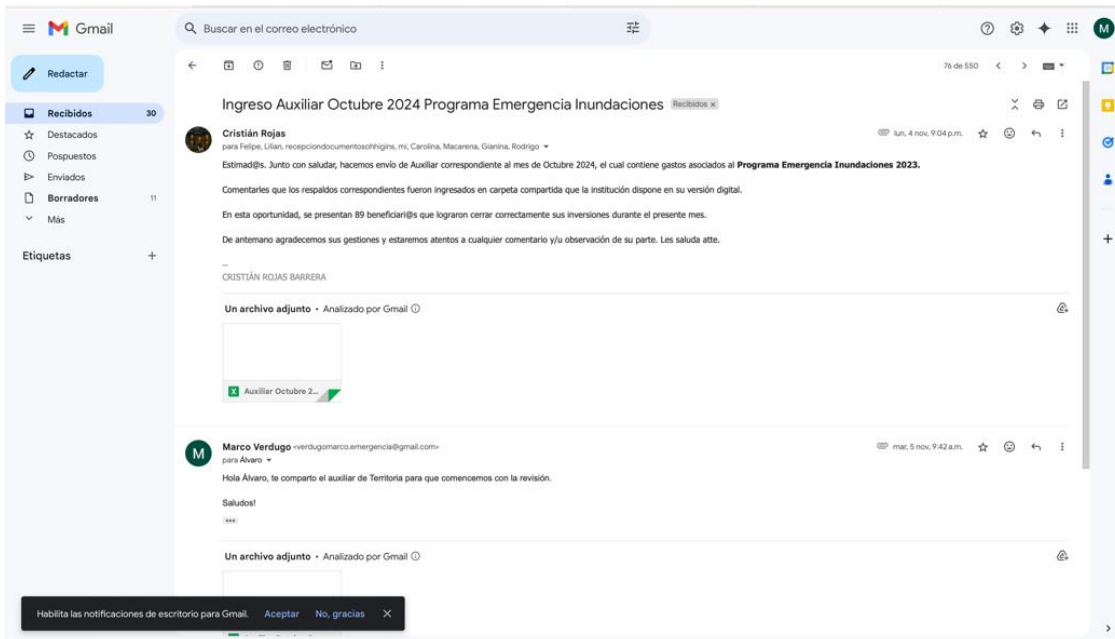 Gmail
Buscar en el correo electrónico
M
Redactar
76 de 550
Recibidos 30
Destacados
Pospuestos
Enviados
Borradores 11
Más
Etiquetas
Ingreso Auxiliar Octubre 2024 Programa Emergencia Inundaciones Recibidos x
Cristián Rojas lun, 4 nov, 9:04 p.m.
para Felipe, Lilian, recepciondocumentosohhigins, mí, Carolina, Macarena, Gianina, Rodrigo
Estimad@s. Junto con saludar, hacemos envío de Auxiliar correspondiente al mes de Octubre 2024, el cual contiene gastos asociados al Programa Emergencia Inundaciones 2023.
Comentarles que los respaldos correspondientes fueron ingresados en carpeta compartida que la institución dispone en su versión digital.
En esta oportunidad, se presentan 89 beneficiari@s que lograron cerrar correctamente sus inversiones durante el presente mes.
De antemano agradecemos sus gestiones y estaremos atentos a cualquier comentario y/u observación de su parte. Les saluda atte.
--
CRISTIÁN ROJAS BARRERA
Un archivo adjunto • Analizado por Gmail
X Auxiliar Octubre 2...
M
Marco Verdugo <verdugomarco.emergencia@gmail.com> mar, 5 nov, 9:42 a.m.
para Álvaro
Hola Álvaro, te comparto el auxiliar de Territoria para que comencemos con la revisión.
Saludos!
Un archivo adjunto • Analizado por Gmail
Habilita las notificaciones de escritorio para Gmail. Aceptar No, gracias